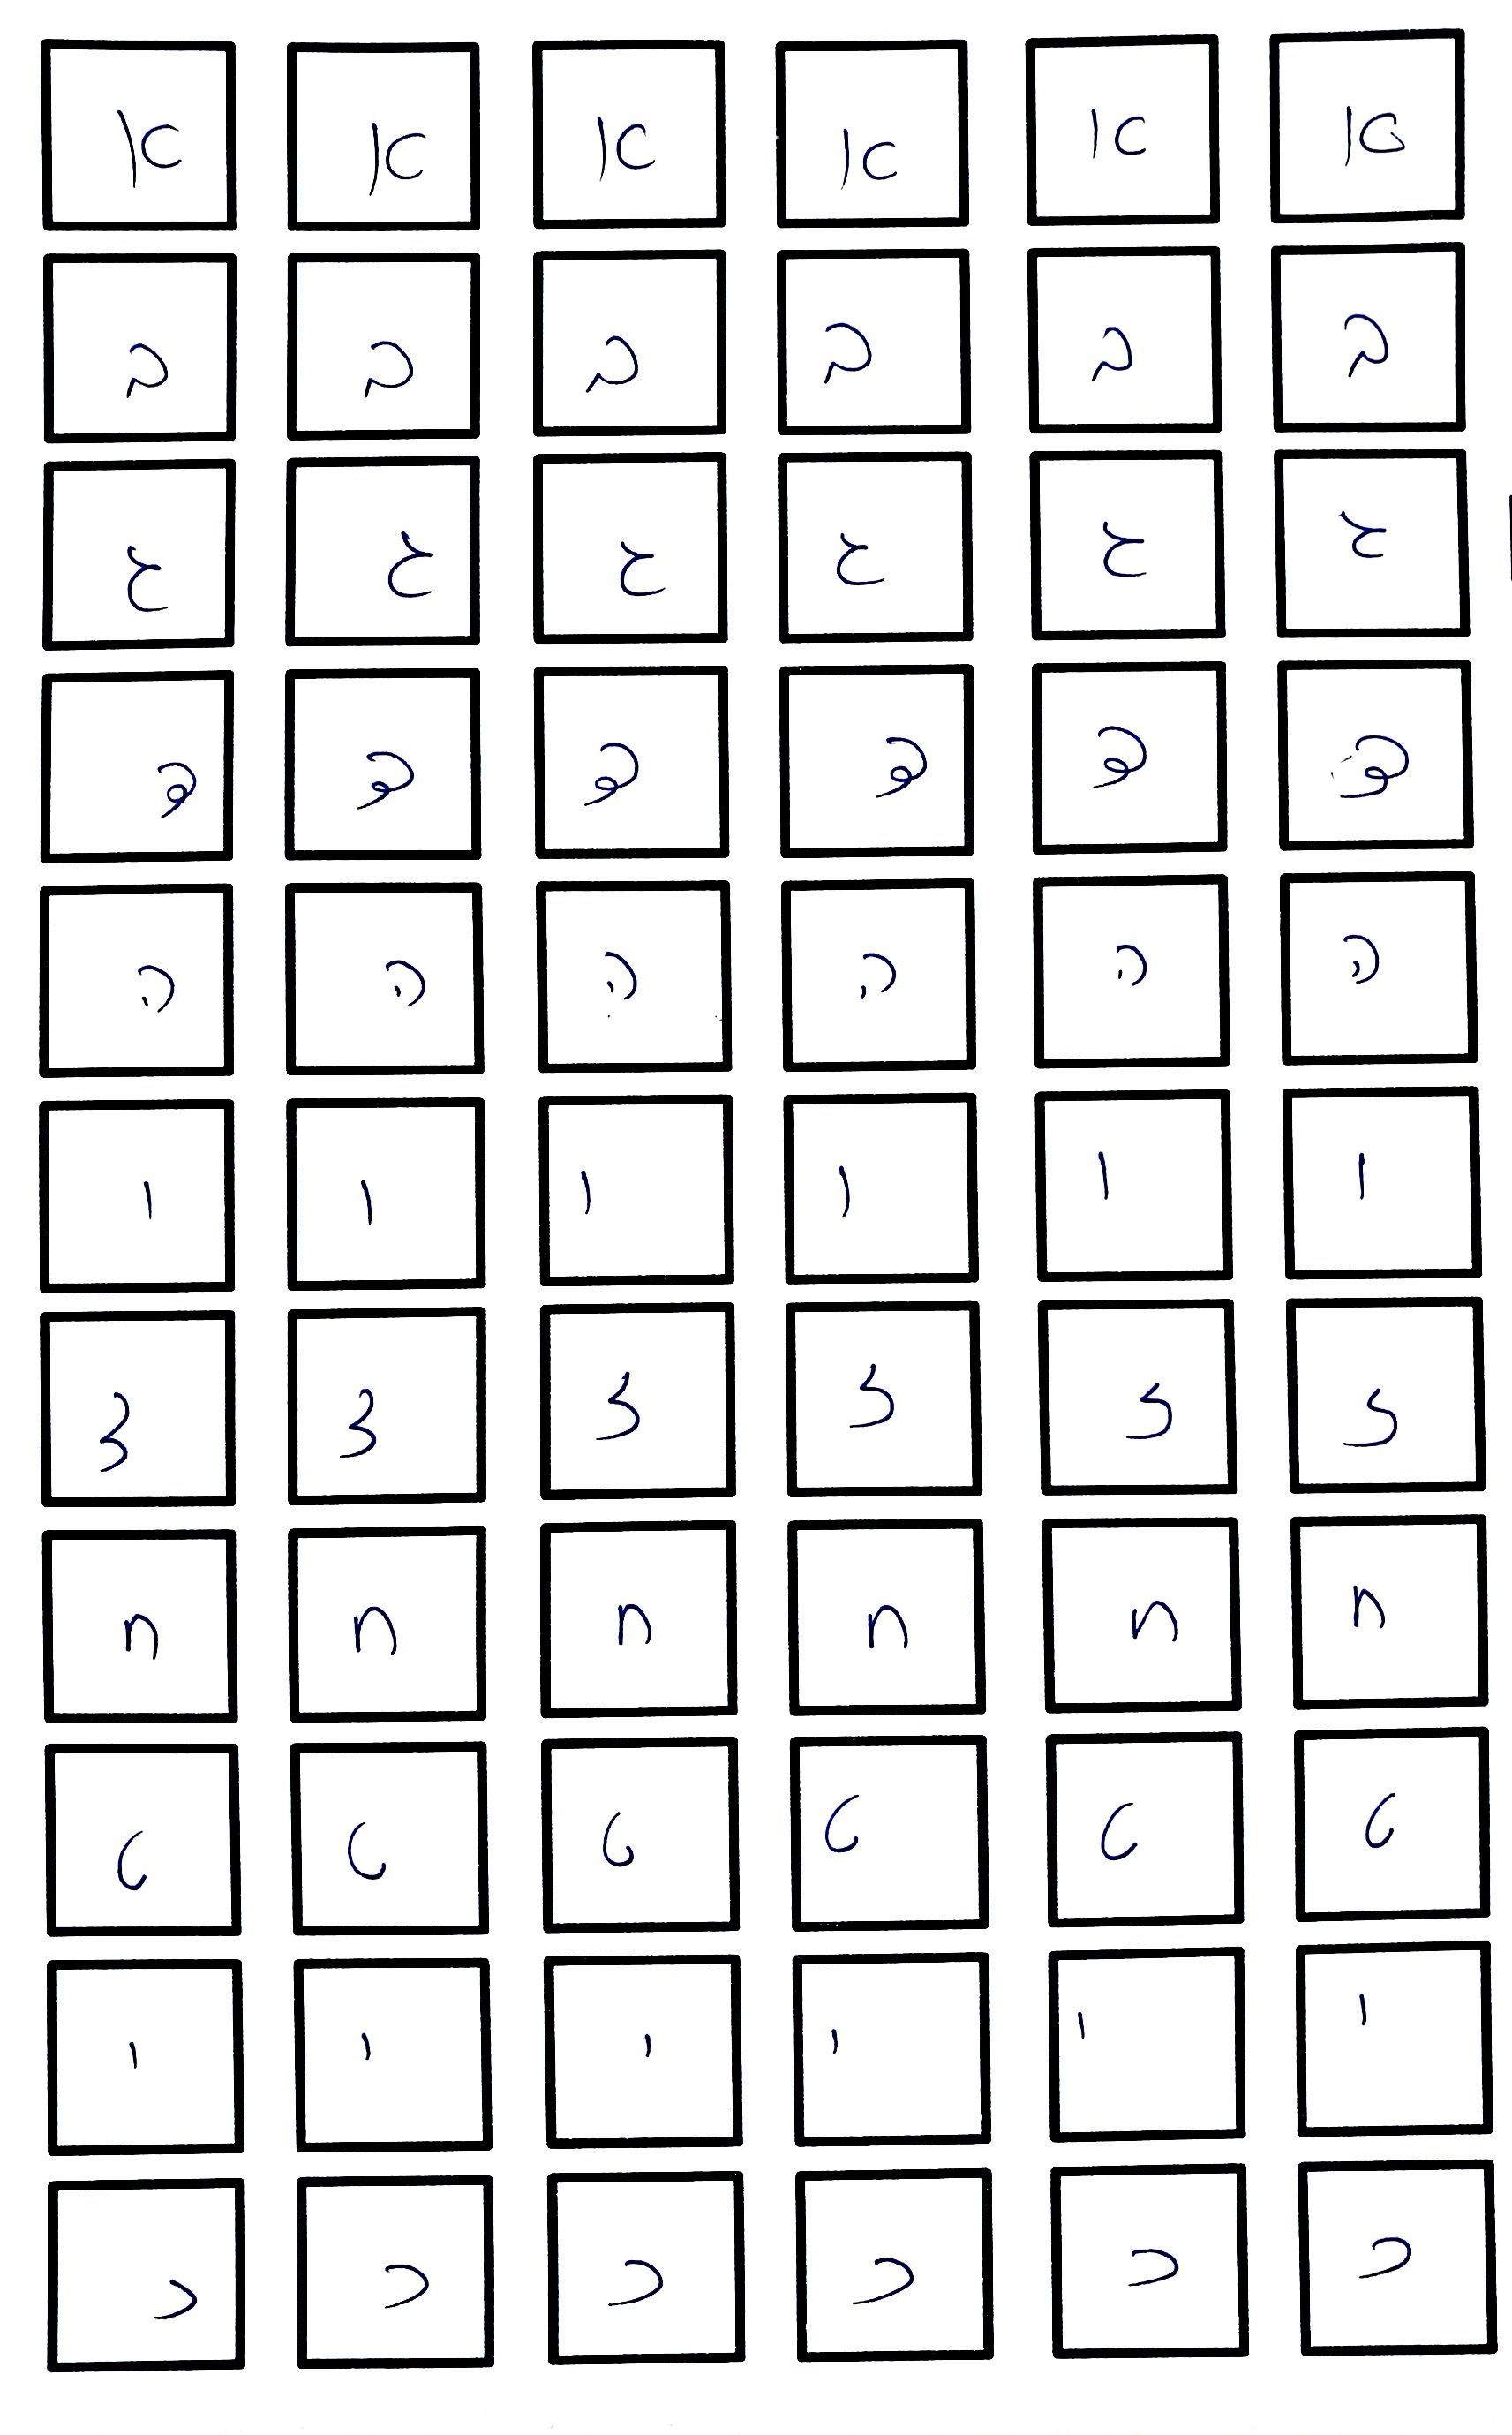 א א א א א א
ב ב ב ב ב ב
ג ג ג ג ג ג
ד ד ד ד ד ד
ה ה ה ה ה ה
ו ו ו ו ו ו
ז ז ז ז ז ז
ח ח ח ח ח ח
ט ט ט ט ט ט
י י י י י י
כ כ כ כ כ כ